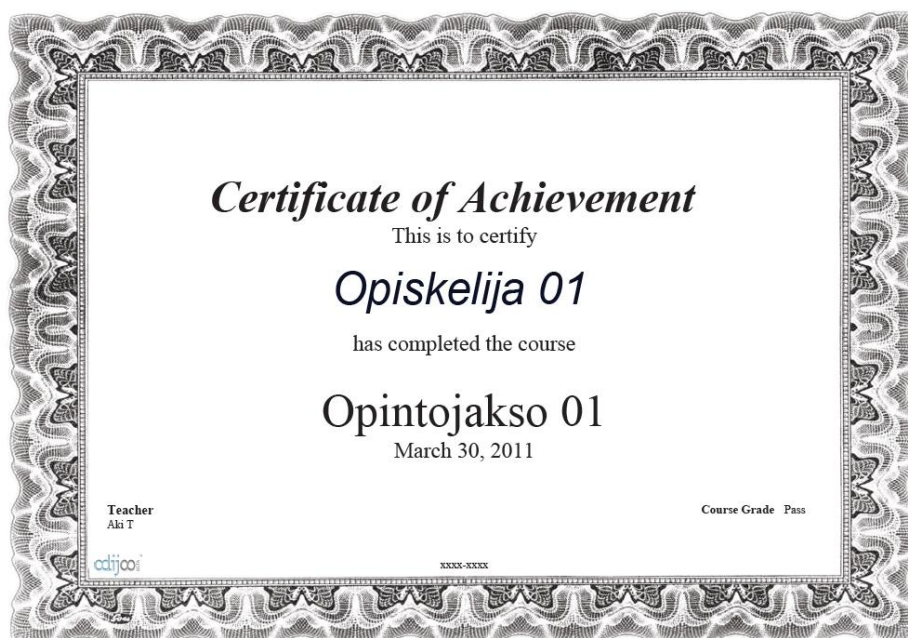 Certificate of Achievement
This is to certify
Opiskelija 01
has completed the course
Opintojakso 01
March 30, 2011
Teacher
Aki T
Course Grade Pass
xxxx-xxxx